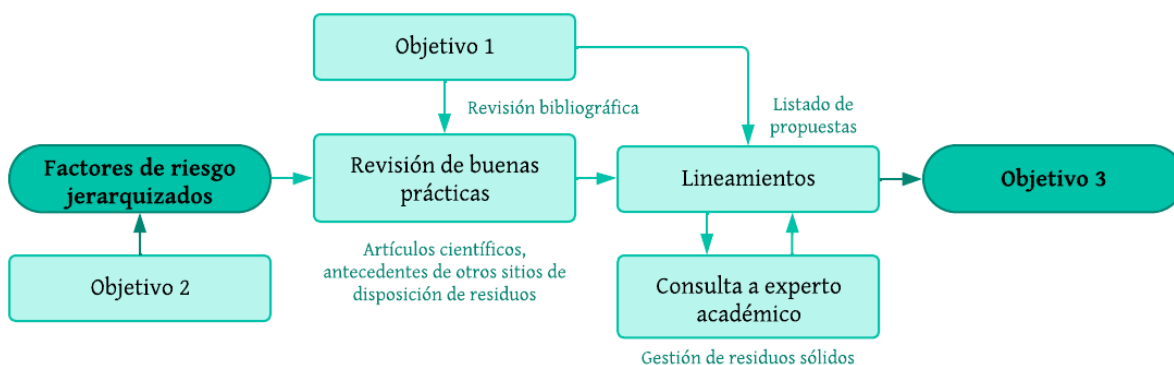 Objetivo 1
Revisión bibliográfica
Listado de
propuestas
Factores de riesgo
jerarquizados
Revisión de buenas
prácticas
Lineamientos
Objetivo 3
Artículos científicos,
antecedentes de otros sitios de
disposición de residuos
Objetivo 2
Consulta a experto
académico
Gestión de residuos sólidos